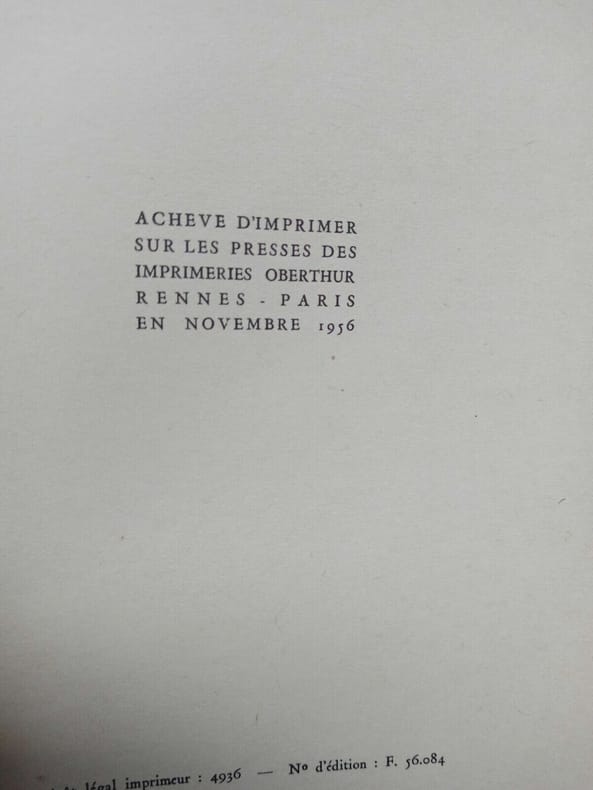 ACHEVE D'IMPRIMER
SUR LES PRESSES DES
IMPRIMERIES OBERTHUR
RENNES - PARIS
EN NOVEMBRE 1956
légal imprimeur : 4936 — Nº d'édition : F. 56.084